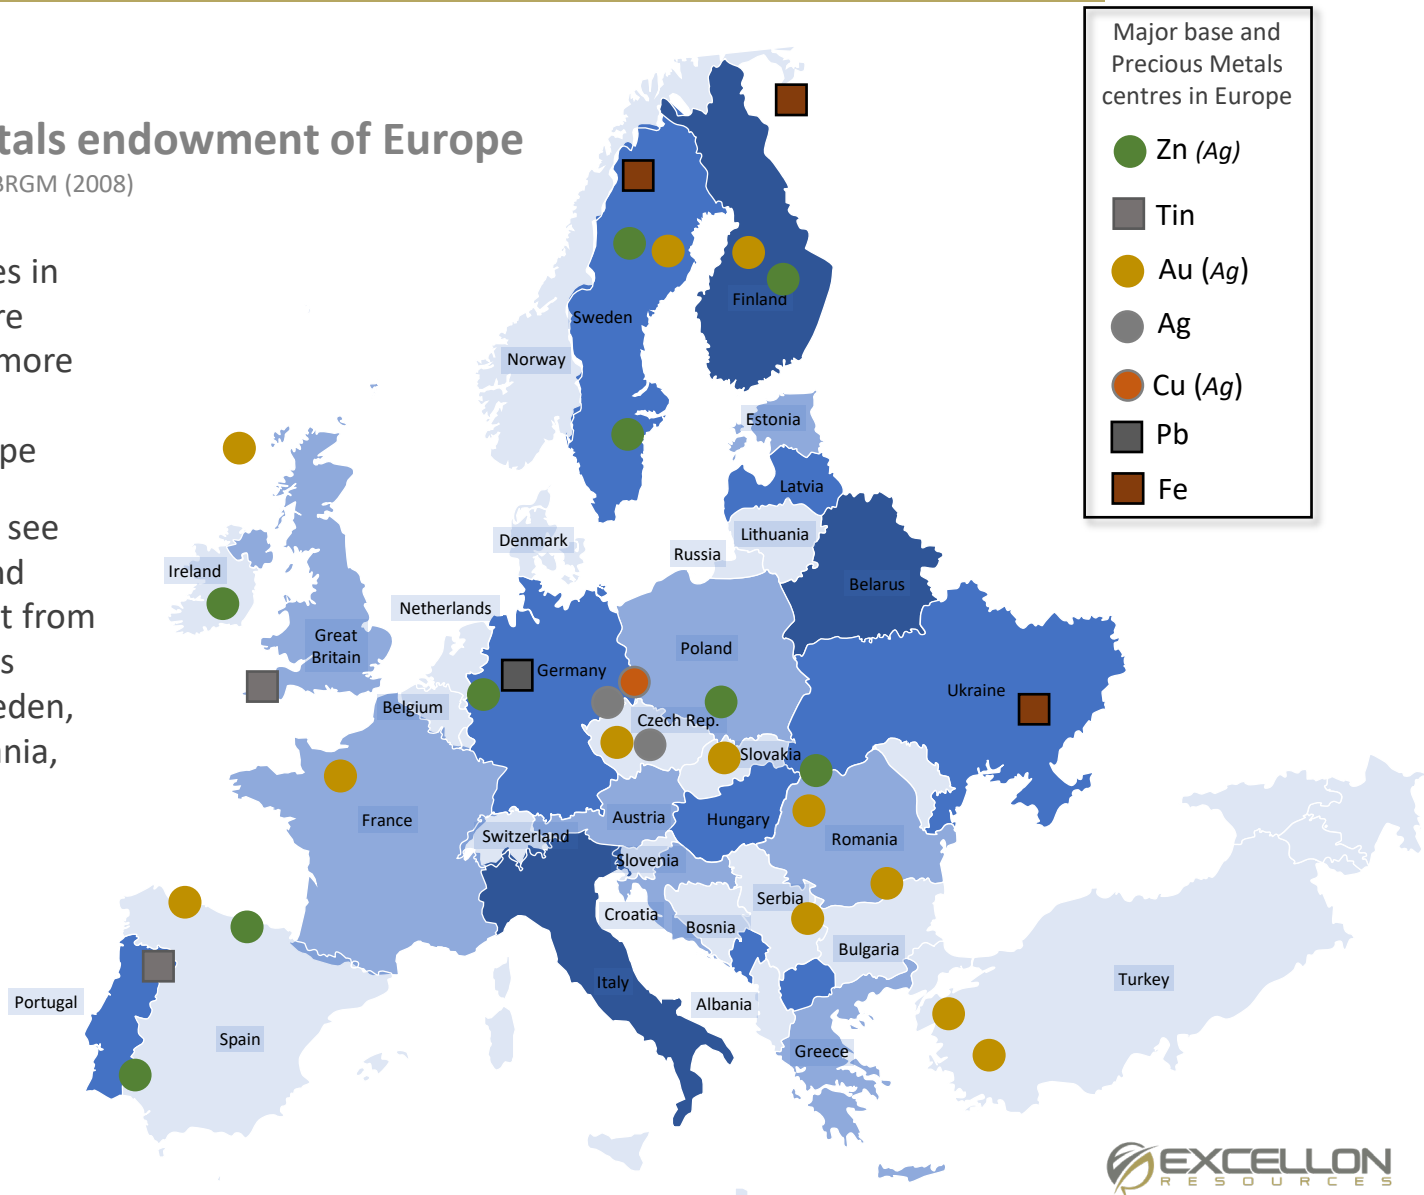 tals endowment of Europe
BRGM (2008)
es in
re
more
pe
see
nd
t from
s
eden,
ania,
Major base and
Precious Metals
centres in Europe
Zn (Ag)
Tin
Au (Ag)
Ag
Cu (Ag)
Pb
Fe
Finland
Sweden
Norway
Estonia
Latvia
Lithuania
Denmark
Russia
Ireland
Belarus
Netherlands
Great
Britain
Poland
Germany
Ukraine
Belgium
Czech Rep.
Slovakia
France
Austria
Hungary
Switzerland
Romania
Slovenia
Serbia
Croatia
Bosnia
Bulgaria
Italy
Turkey
Portugal
Albania
Spain
Greece
EXCELLON
RESOURCES